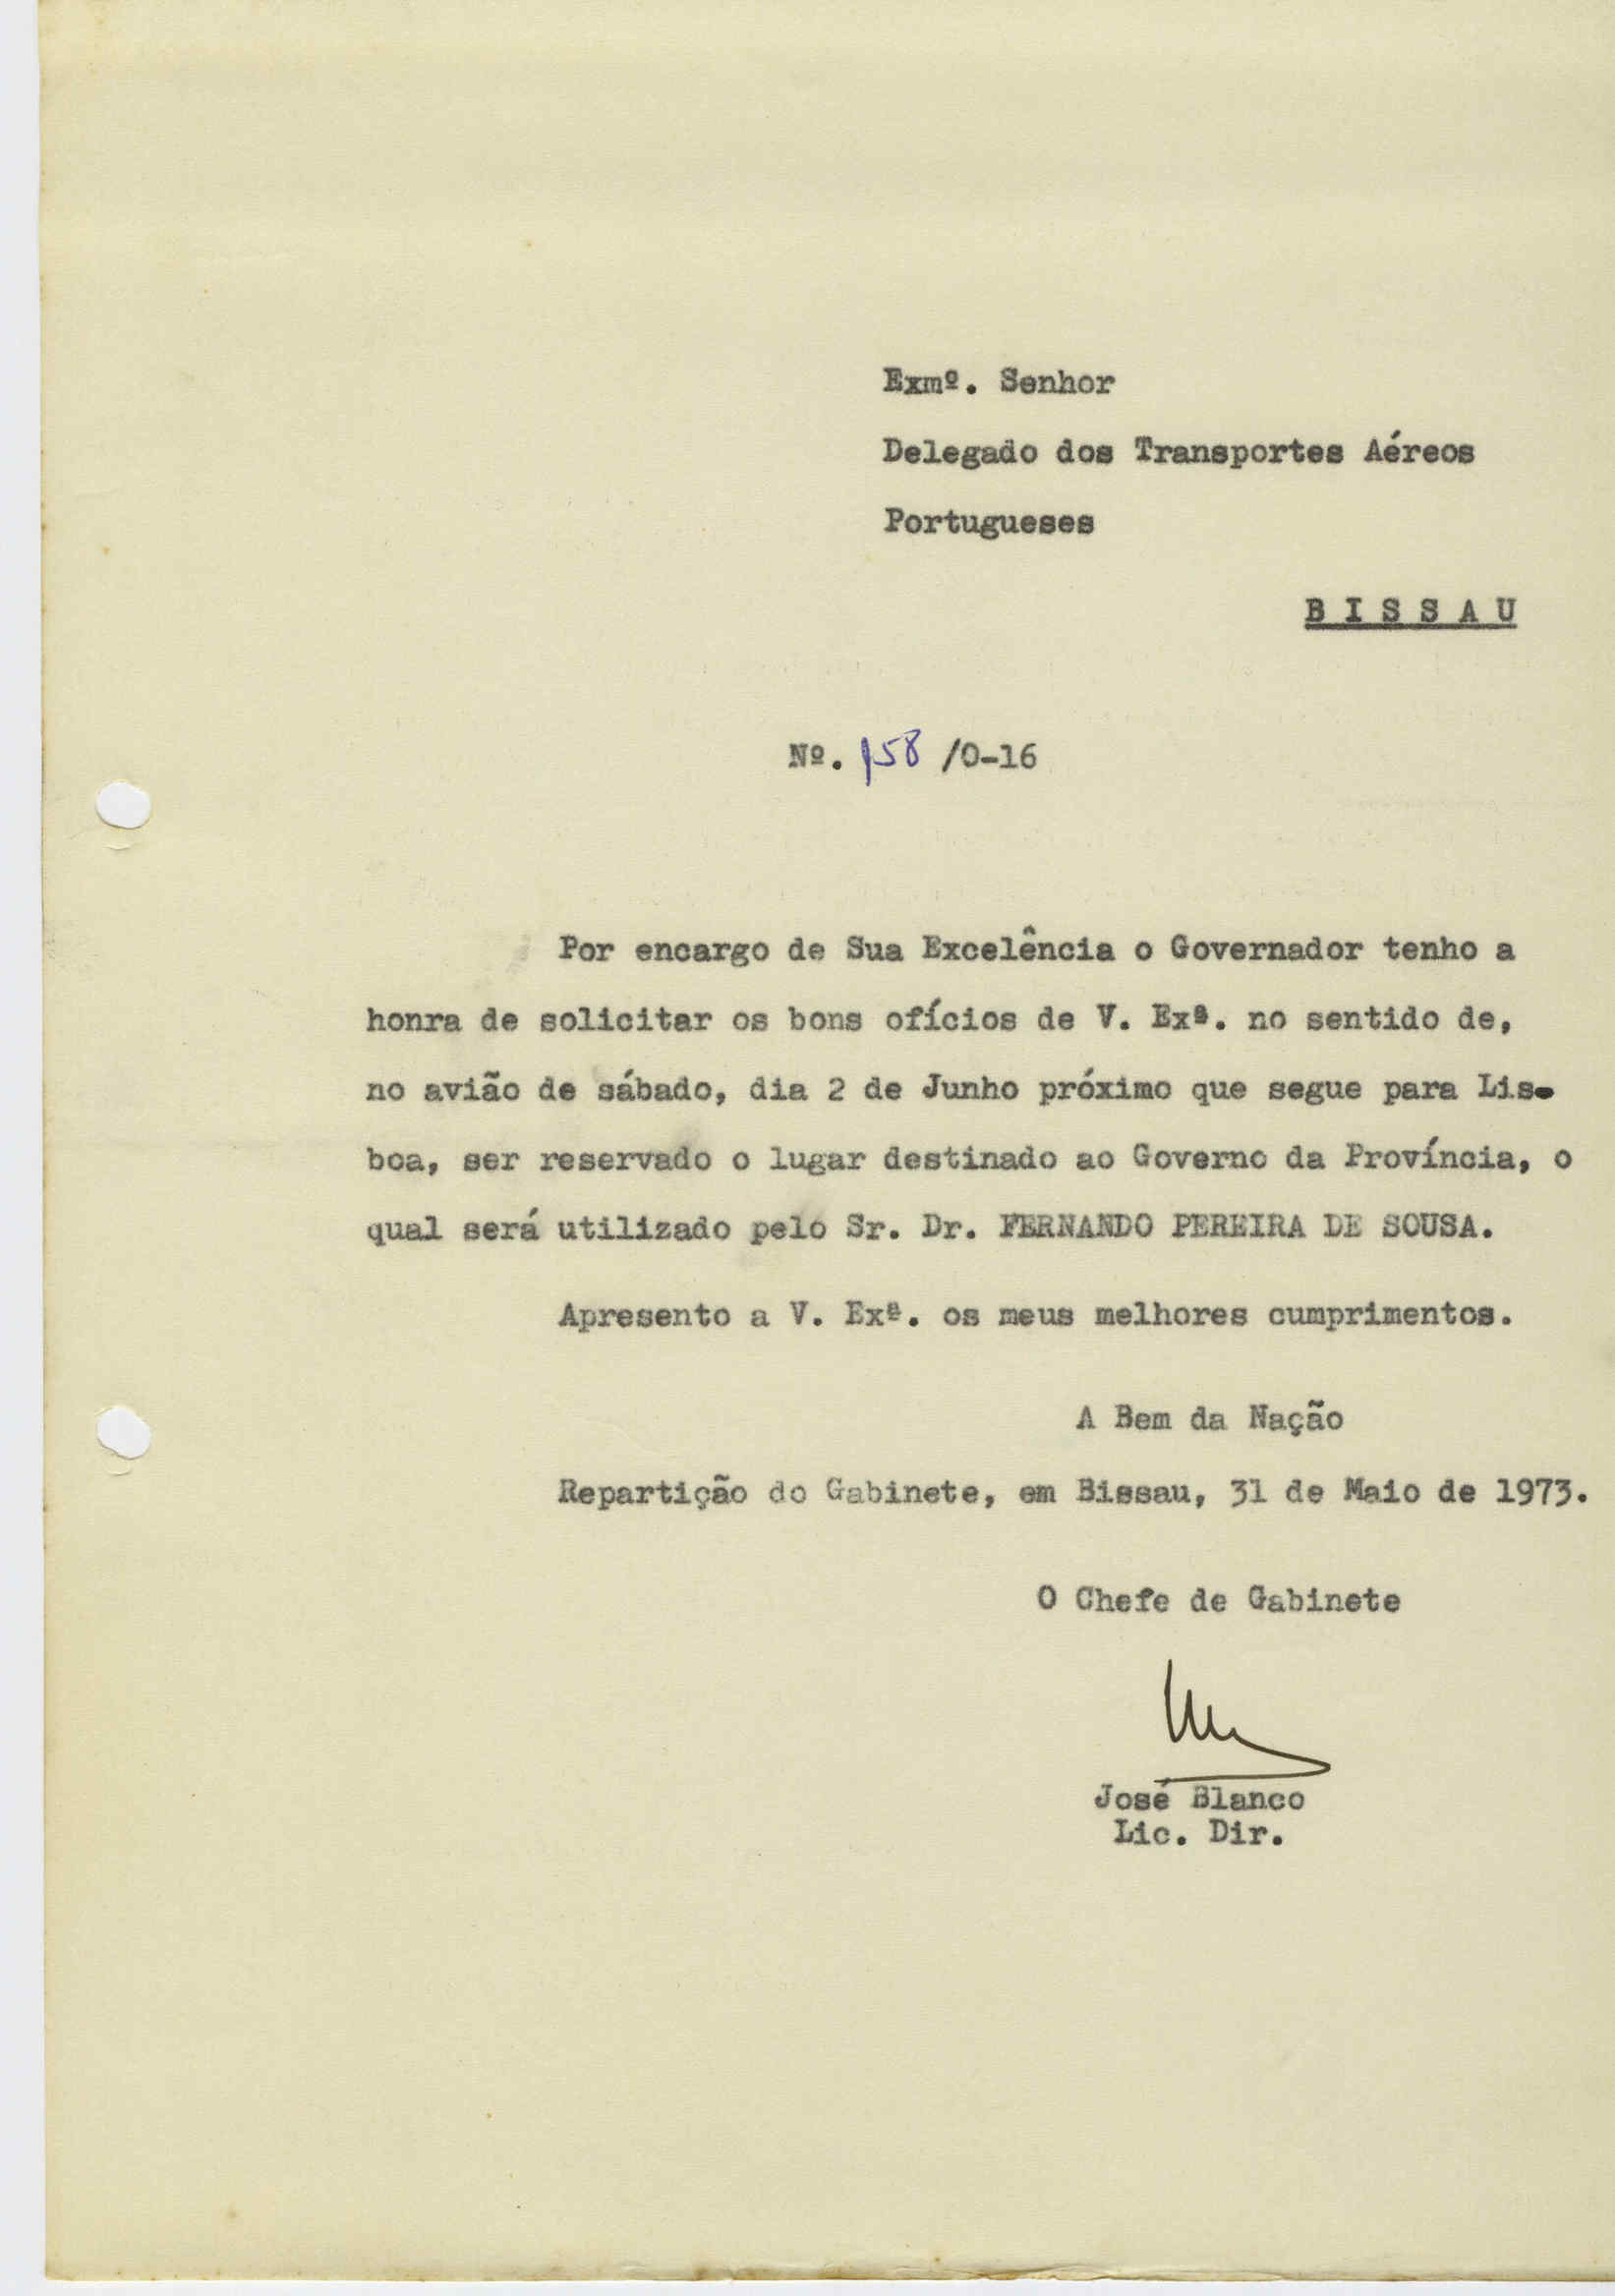 Exmº. Senhor
Delegado dos Transportes Aéreos
Portugueses
B I S S A U
Nº. 158 /0-16
Por encargo de Sua Excelência o Governador tenho a
honra de solicitar os bons ofícios de V. Exª. no sentido de,
no avião de sábado, dia 2 de Junho próximo que segue para Lis-
boa, ser reservado o lugar destinado ao Governo da Província, o
qual será utilizado pelo Sr. Dr. FERNANDO PEREIRA DE SOUSA.
Apresento a V. Exª. os meus melhores cumprimentos.
A Bem da Nação
Repartição do Gabinete, em Bissau, 31 de Maio de 1973.
O Chefe de Gabinete
José Blanco
Lic. Dir.